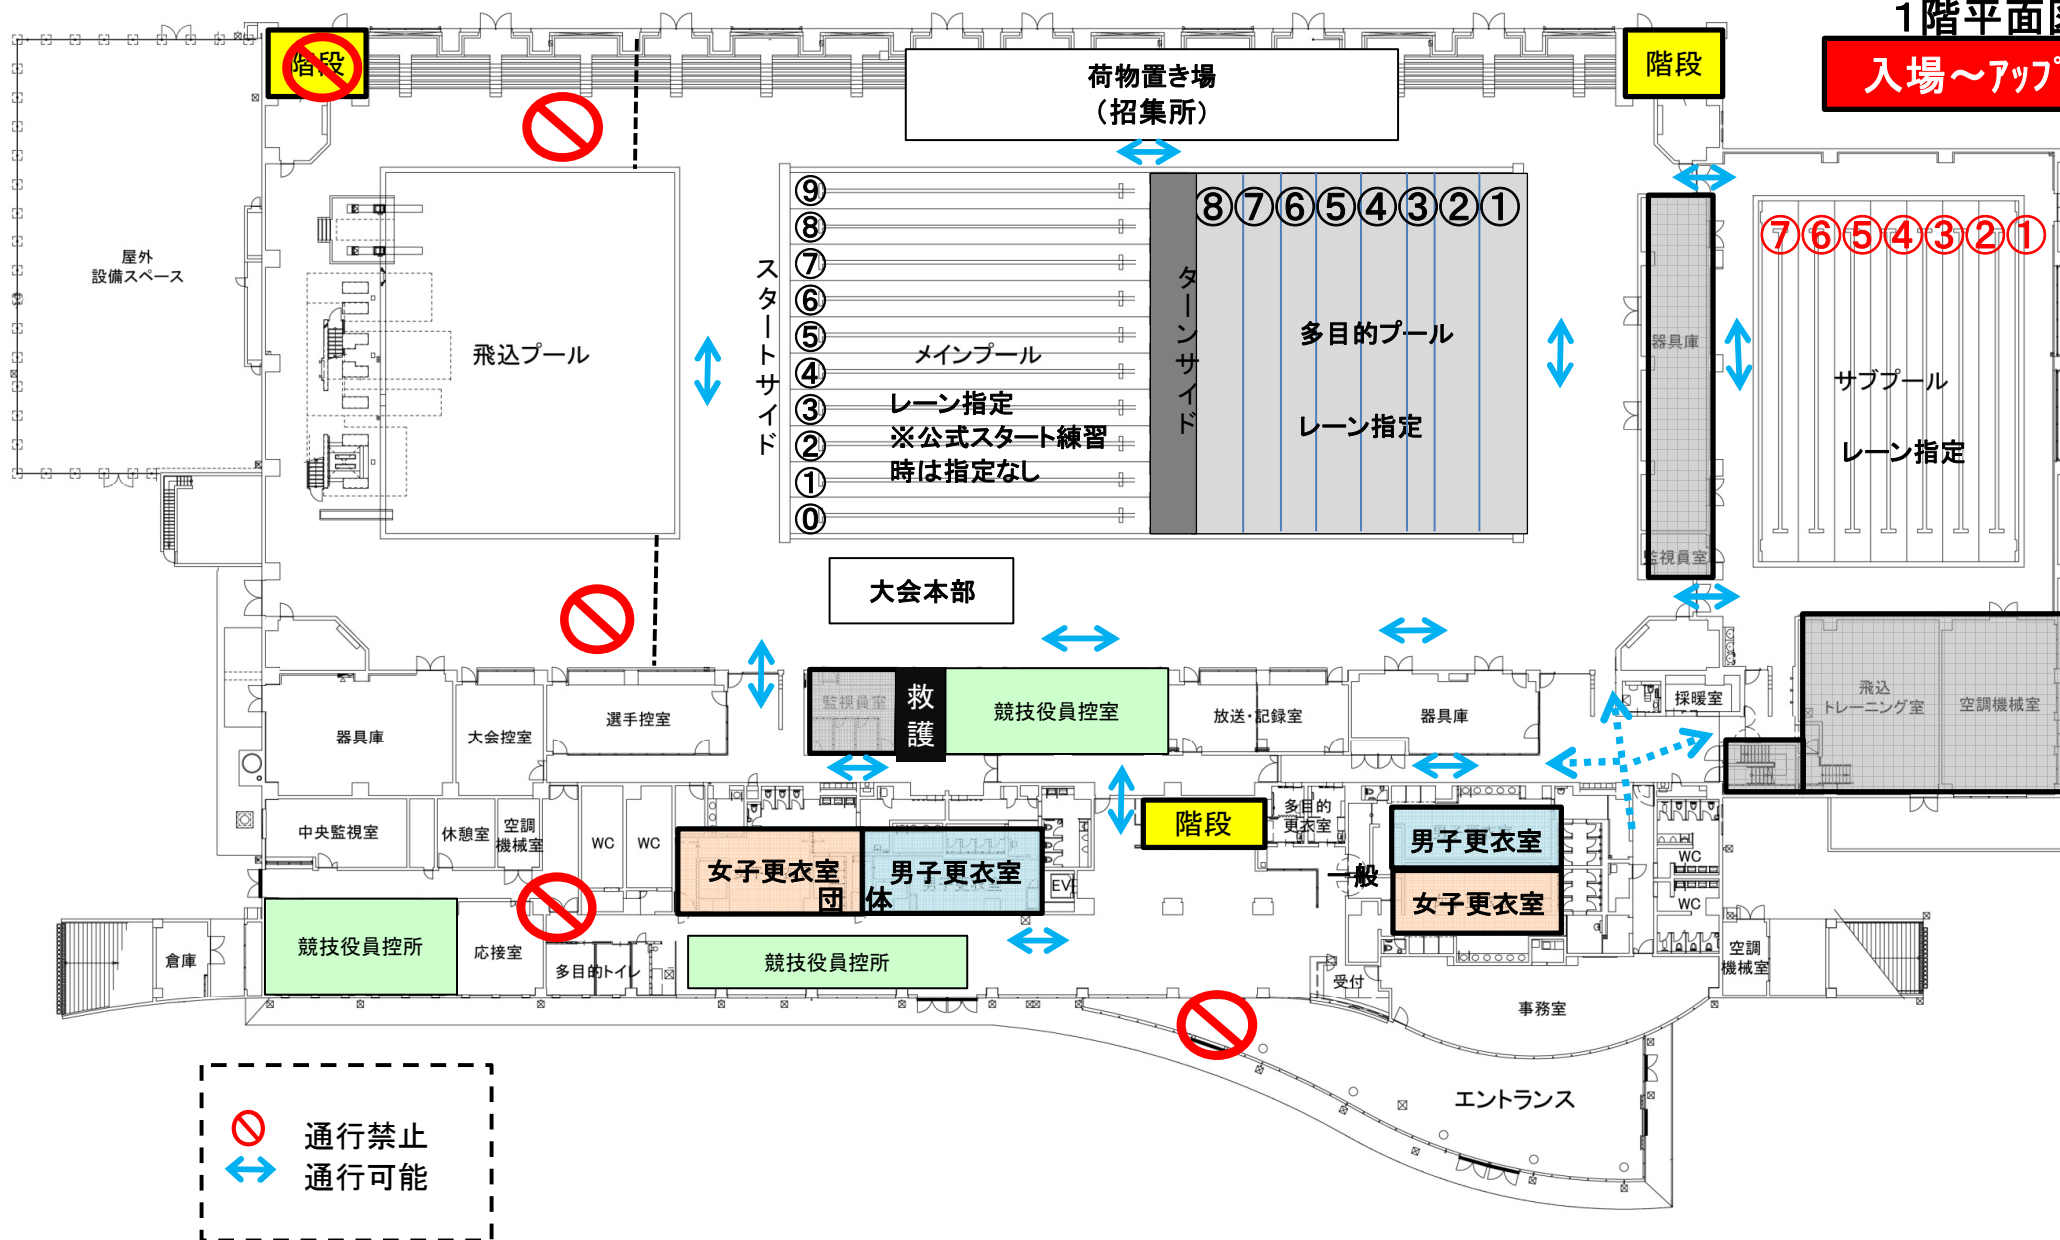 1階平面図
入場～アップ
階段
階段
荷物置き場
（招集所）
屋外
設備スペース
飛込プール
スタートサイド
⑨
⑧
⑦
⑥
⑤
④
③
②
①
⓪
メインプール
レーン指定
※公式スタート練習
時は指定なし
ターンサイド
⑧⑦⑥⑤④③②①
多目的プール
レーン指定
器具庫
監視員室
⑦⑥⑤④③②①
サブプール
レーン指定
大会本部
器具庫
大会控室
選手控室
監視員室
救護
競技役員控室
放送・記録室
器具庫
採暖室
飛込
トレーニング室
空調機械室
中央監視室
休憩室
空調
機械室
WC
WC
女子更衣室
男子更衣室
団体
EV
階段
多目的
更衣室
一般
男子更衣室
女子更衣室
WC
WC
倉庫
競技役員控所
応接室
多目的トイレ
競技役員控所
受付
事務室
空調
機械室
エントランス
通行禁止
通行可能